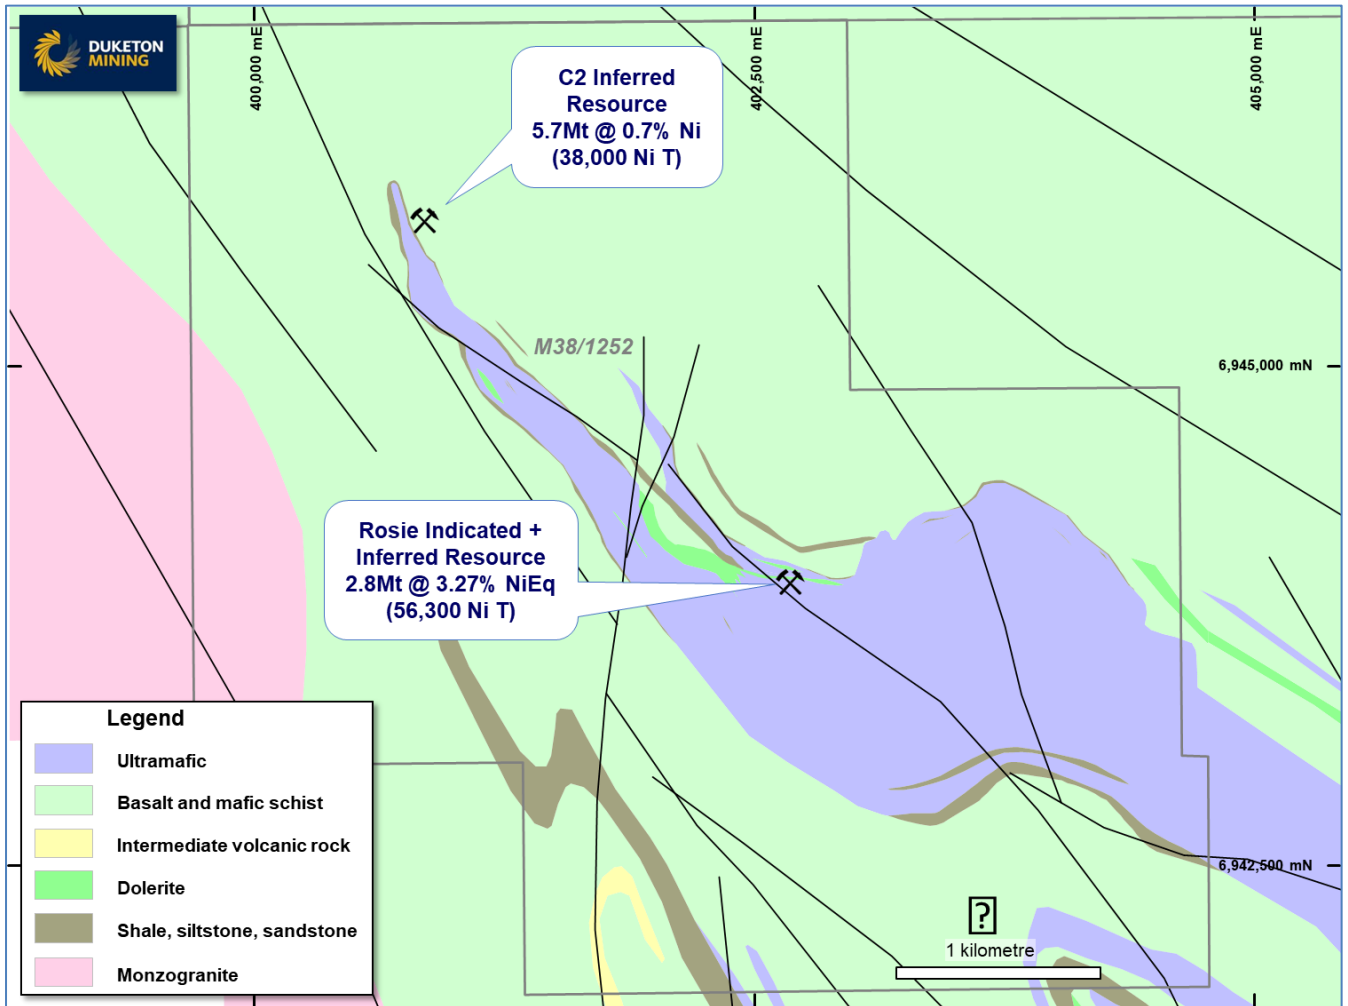 DUKETON
MINING
400,000 mE
402,500 mE
405,000 mE
C2 Inferred
Resource
5.7Mt @ 0.7% Ni
(38,000 Ni T)
M38/1252
6,945,000 mN
Rosie Indicated +
Inferred Resource
2.8Mt @ 3.27% NiEq
(56,300 Ni T)
Legend
Ultramafic
Basalt and mafic schist
Intermediate volcanic rock
Dolerite
Shale, siltstone, sandstone
Monzogranite
6,942,500 mN
?
1 kilometre